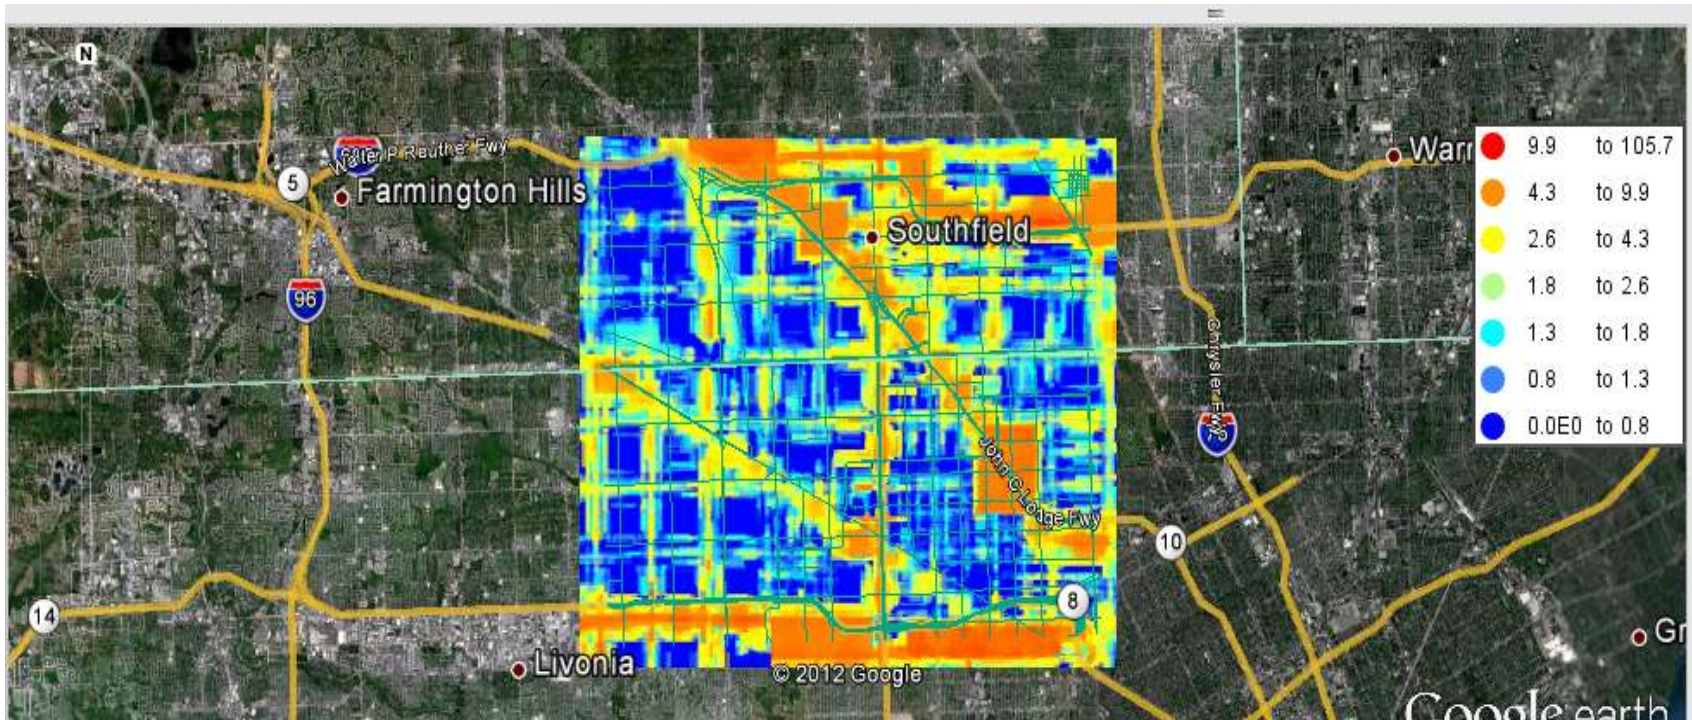 N
Walter P Reuther Fwy
5
Farmington Hills
Warr
Southfield
96
Chrysler Fwy
John C Lodge Fwy
10
8
14
Livonia
Gr
© 2012 Google
Google earth
9.9 to 105.7
4.3 to 9.9
2.6 to 4.3
1.8 to 2.6
1.3 to 1.8
0.8 to 1.3
0.0E0 to 0.8